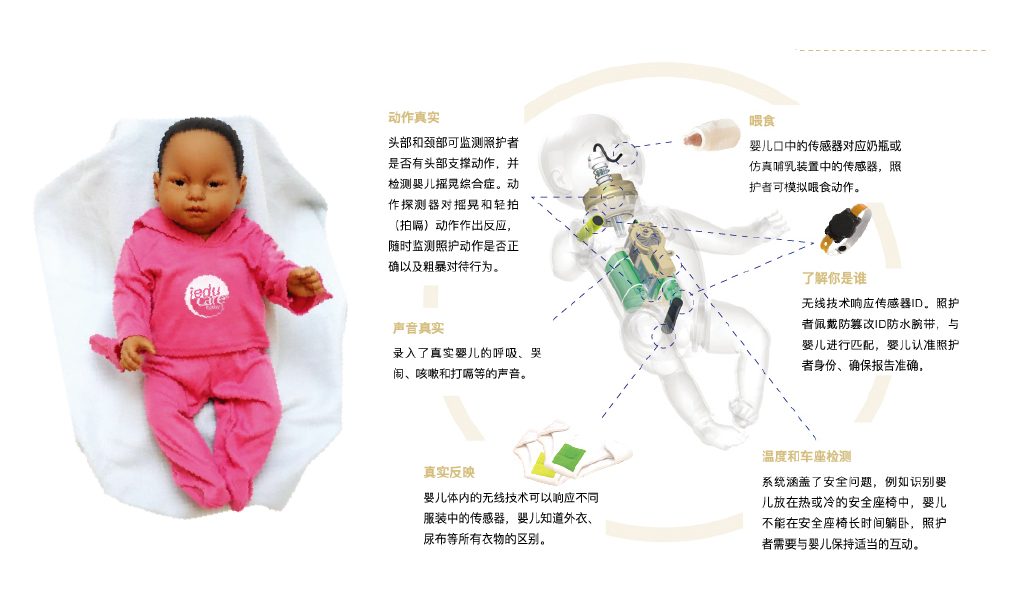 动作真实
头部和颈部可监测照护者
是否有头部支撑动作，并
检测婴儿摇晃综合症。动
作探测器对摇晃和轻拍
（拍嗝）动作作出反应，
随时监测照护动作是否正
确以及粗暴对待行为。
声音真实
录入了真实婴儿的呼吸、哭
闹、咳嗽和打嗝等的声音。
真实反映
婴儿体内的无线技术可以响应不同
服装中的传感器，婴儿知道外衣、
尿布等所有衣物的区别。
喂食
婴儿口中的传感器对应奶瓶或
仿真哺乳装置中的传感器，照
护者可模拟喂食动作。
了解你是谁
无线技术响应传感器ID。照护
者佩戴防篡改ID防水腕带，与
婴儿进行匹配，婴儿认准照护
者身份、确保报告准确。
温度和车座检测
系统涵盖了安全问题，例如识别婴
儿放在热或冷的安全座椅中，婴儿
不能在安全座椅长时间躺卧，照护
者需要与婴儿保持适当的互动。